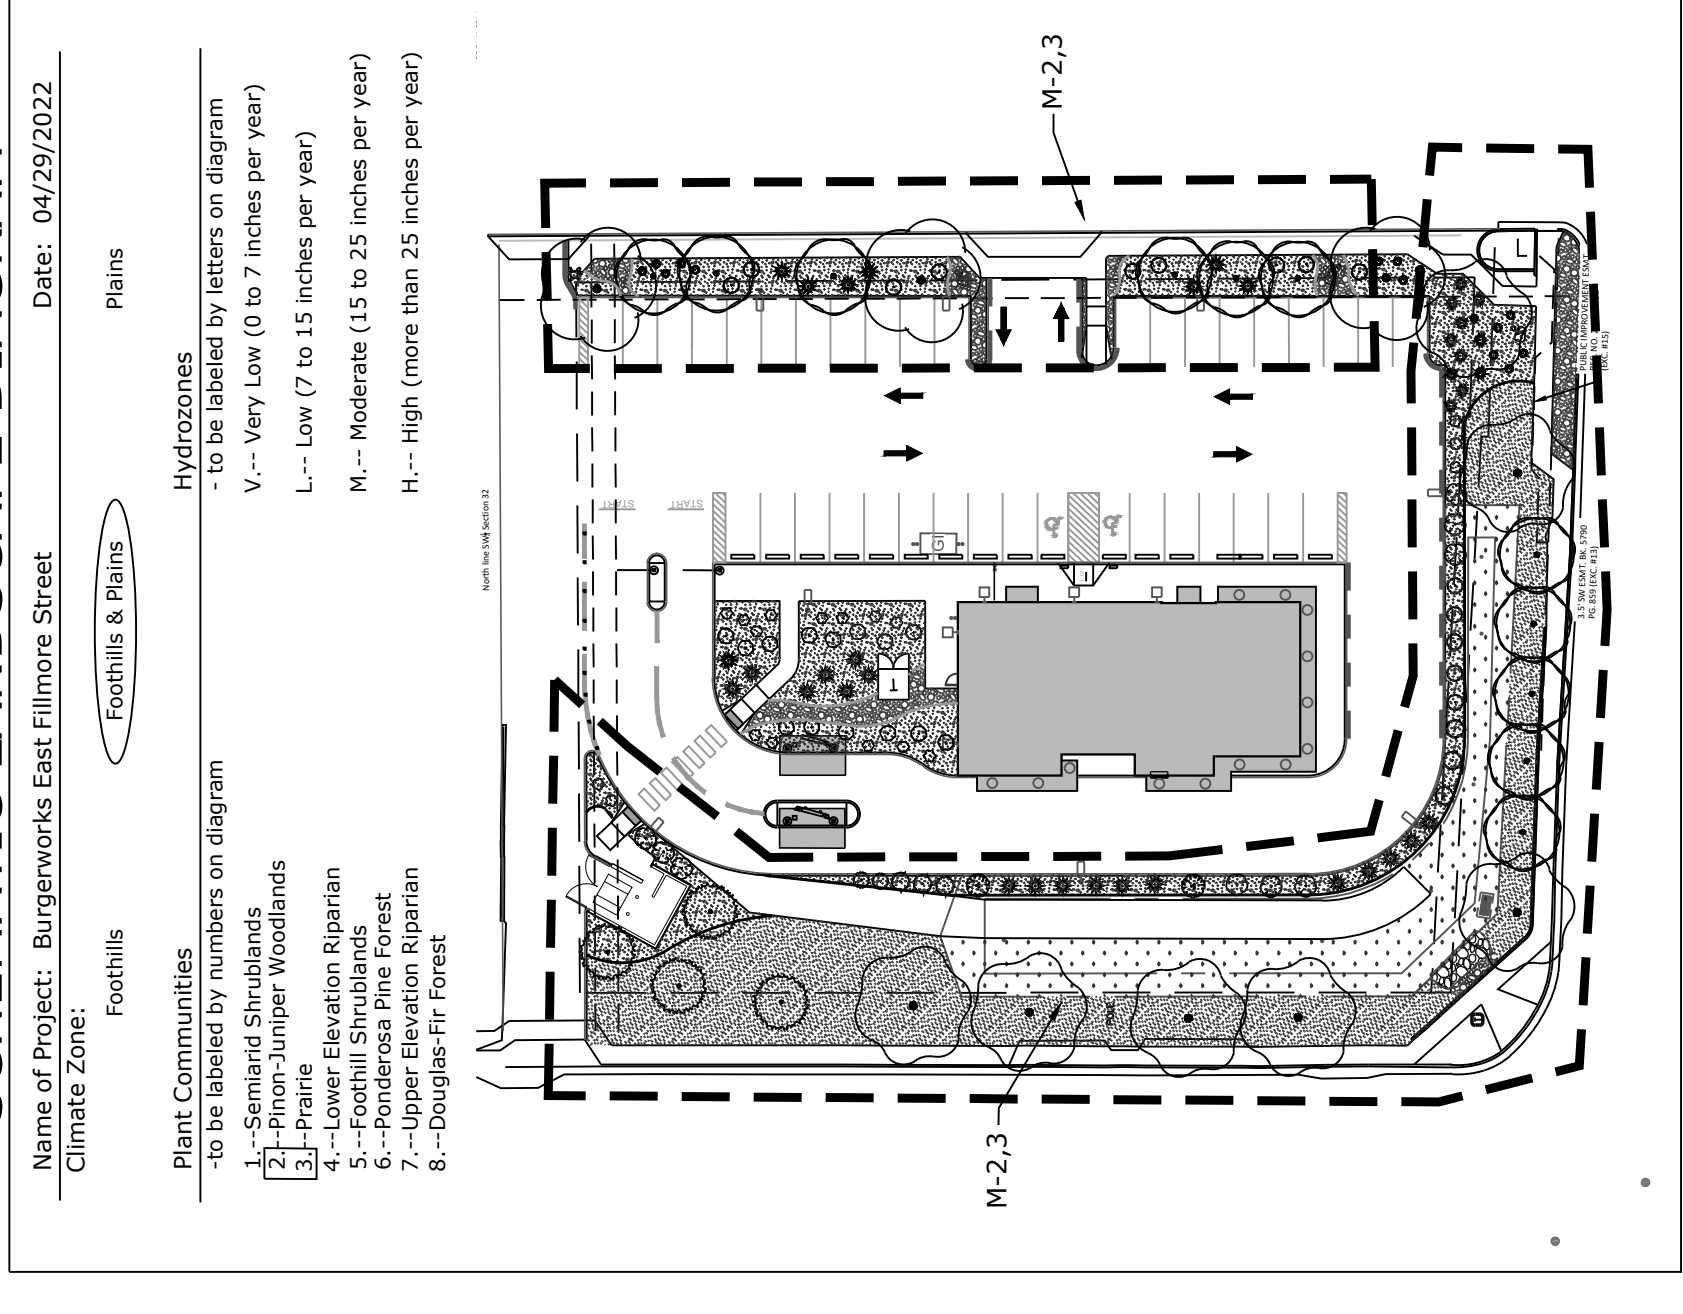 Name of Project: Burgerworks East Fillmore Street Date: 04/29/2022
Climate Zone:
Foothills Foothills & Plains Plains
Plant Communities
-to be labeled by numbers on diagram
1.--Semiarid Shrublands
2.--Pinon-Juniper Woodlands
3.--Prairie
4.--Lower Elevation Riparian
5.--Foothill Shrublands
6.--Ponderosa Pine Forest
7.--Upper Elevation Riparian
8.--Douglas-Fir Forest
Hydrozones
- to be labeled by letters on diagram
V.-- Very Low (0 to 7 inches per year)
L.-- Low (7 to 15 inches per year)
M.-- Moderate (15 to 25 inches per year)
H.-- High (more than 25 inches per year)
North line SW¼ Section 32
START
START
GT
T
M-2,3
M-2,3
3.5' SW ESMT. BK. 5790
PG. 859 (EXC. #13)
PUBLIC IMPROVEMENT ESMT
(EXC. #15)